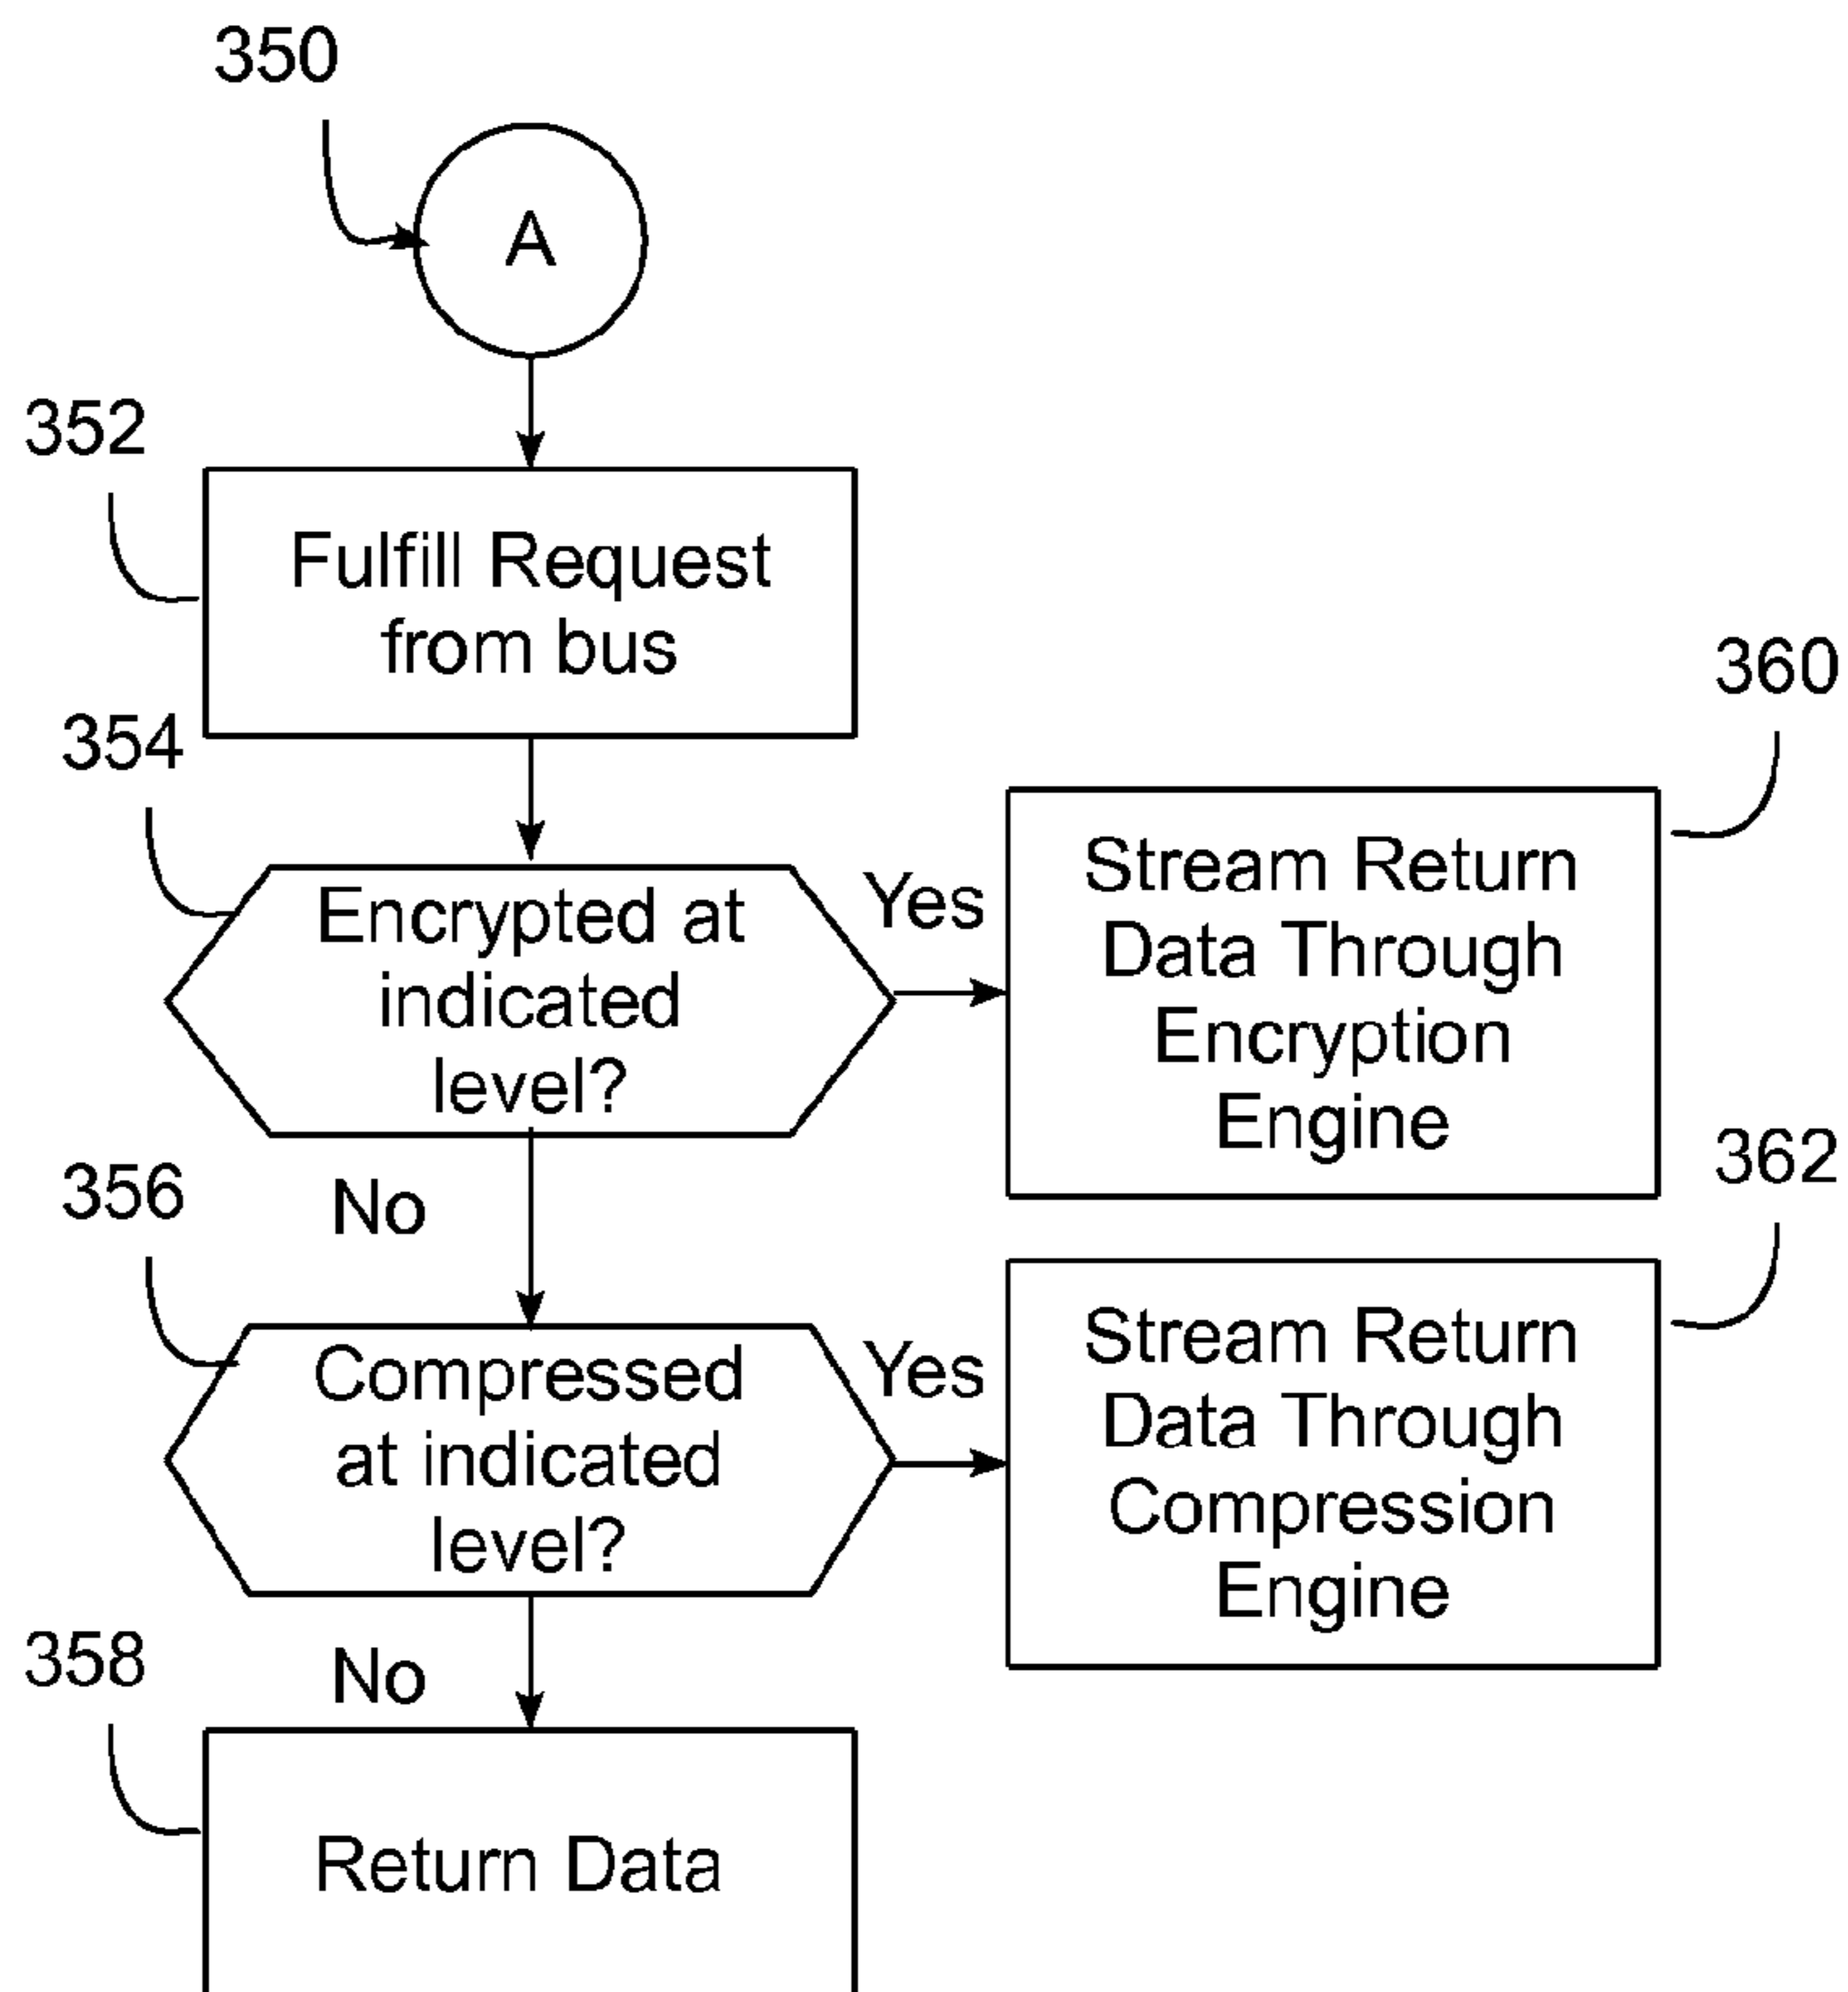 350
A
352
Fulfill Request
from bus
354
Encrypted at
indicated
level?
Yes
360
Stream Return
Data Through
Encryption
Engine
No
356
Compressed
at indicated
level?
Yes
362
Stream Return
Data Through
Compression
Engine
No
358
Return Data